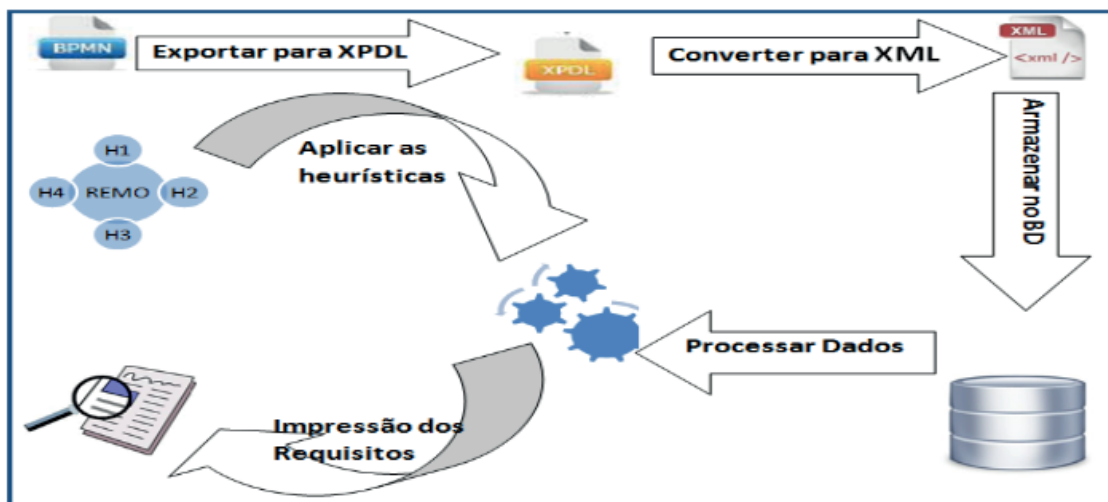 BPMN
Exportar para XPDL
XPDL
Converter para XML
XML
<xml />
Armazenar no BD
H1
H4
REMO
H2
H3
Aplicar as
heurísticas
Processar Dados
Impressão dos
Requisitos